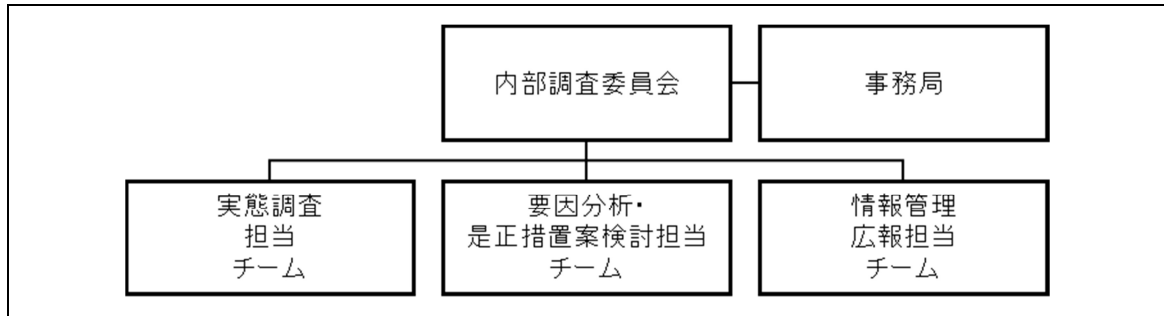 内部調査委員会
事務局
実態調査
担当
チーム
要因分析・
是正措置案検討担当
チーム
情報管理
広報担当
チーム